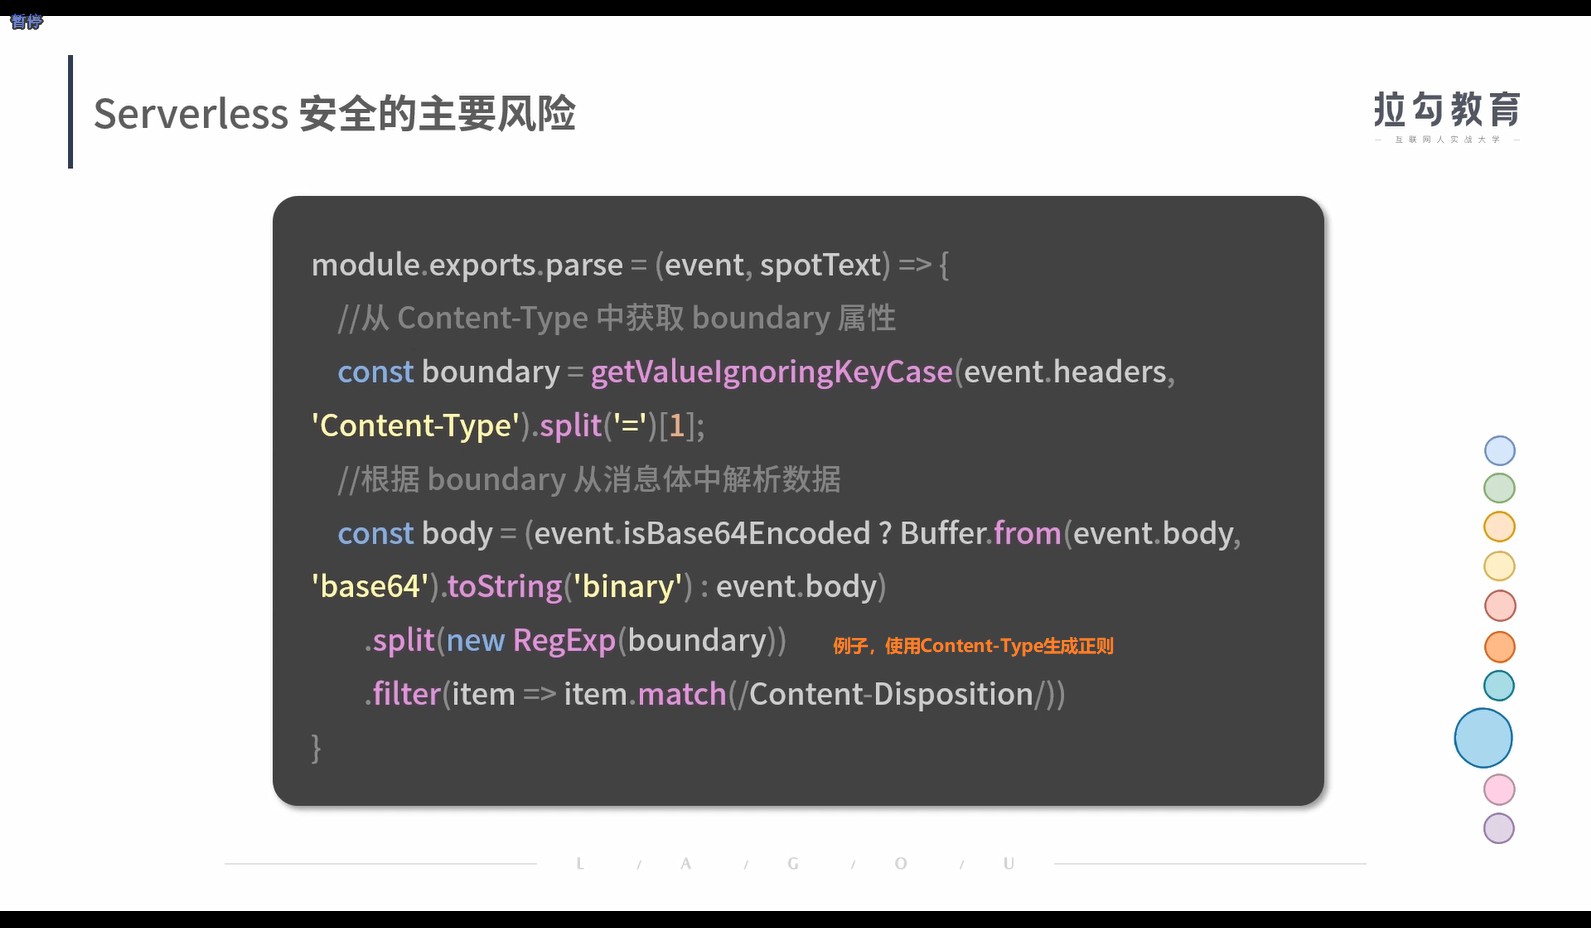 暂停
Serverless 安全的主要风险
拉勾教育
互联网人实战大学
module.exports.parse = (event, spotText) => {
//从 Content-Type 中获取 boundary 属性
const boundary = getValueIgnoringKeyCase(event.headers,
'Content-Type').split('=')[1];
//根据 boundary 从消息体中解析数据
const body = (event.isBase64Encoded ? Buffer.from(event.body,
'base64').toString('binary') : event.body)
.split(new RegExp(boundary))
例子，使用Content-Type生成正则
.filter(item => item.match(/Content-Disposition/))
}
L / A / G / O / U